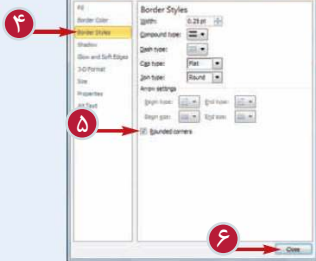 Fill
Border Color
Border Styles
Shadow
Glow and Soft Edges
3-D Format
Size
Properties
Alt Text
Border Styles
Width: 0.25 pt
Compound type:
Dash type:
Cap type: Flat
Join type: Round
Arrow settings
Begin type: End type:
Begin size: End size:
Rounded corners
Close
۴
۵
۶